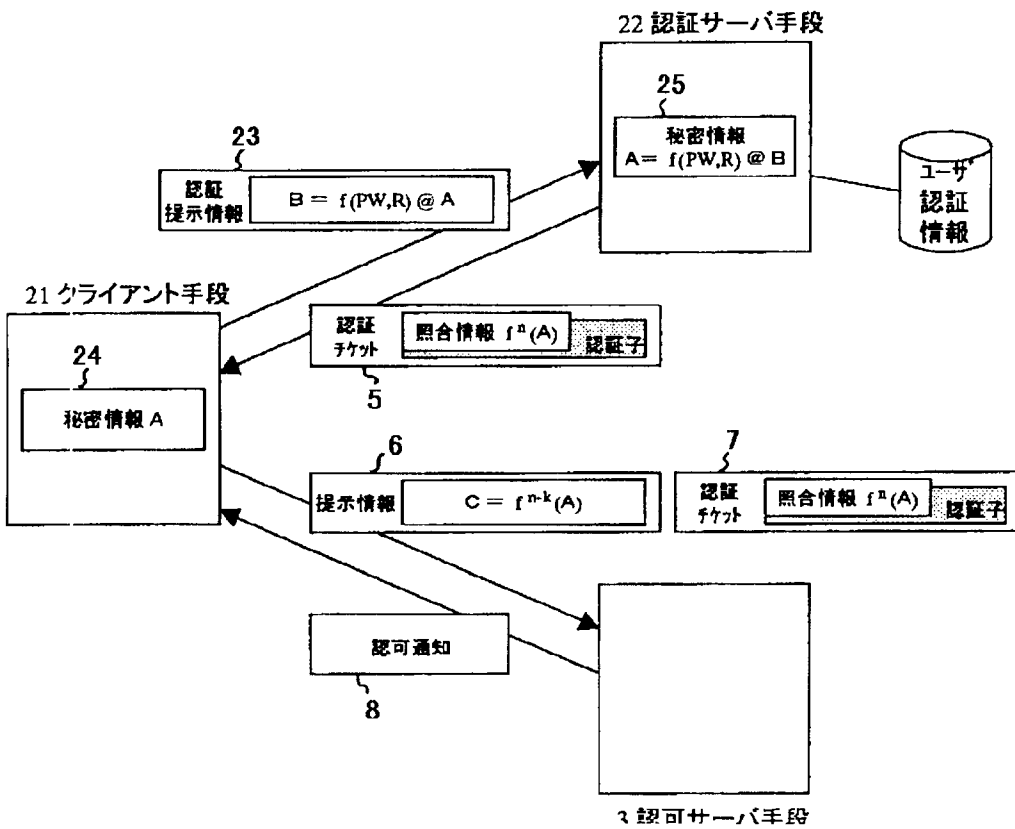 22 認証サーバ手段
25
秘密情報
A = f(PW,R) @ B
ユーザ
認証
情報
23
認証
提示情報
B = f(PW,R) @ A
21 クライアント手段
24
秘密情報 A
認証
チケット
照合情報 fⁿ(A)
認証子
5
6
提示情報
C = fⁿ⁻ᵏ(A)
7
認証
チケット
照合情報 fⁿ(A)
認証子
認可通知
8
3 認可サーバ手段